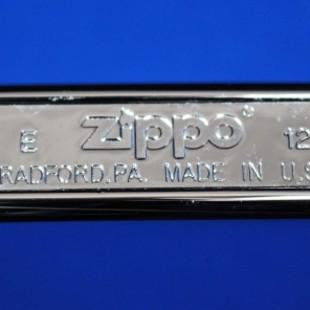 E Zippo® 12
RADFORD,PA. MADE IN U.S